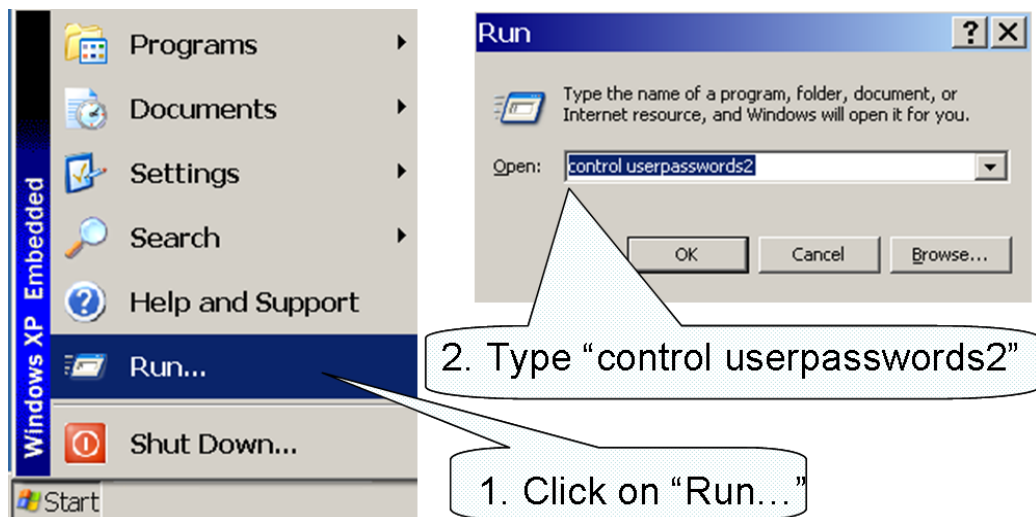 Programs
Documents
Settings
Search
Help and Support
Run...
Shut Down...
Windows XP Embedded
Start
Run
Type the name of a program, folder, document, or
Internet resource, and Windows will open it for you.
Open: control userpasswords2
OK Cancel Browse...
2. Type “control userpasswords2”
1. Click on “Run...”